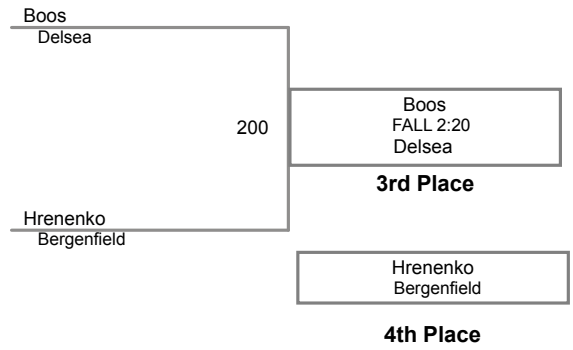 Boos
Delsea
200
Boos
FALL 2:20
Delsea
3rd Place
Hrenenko
Bergenfield
Hrenenko
Bergenfield
4th Place